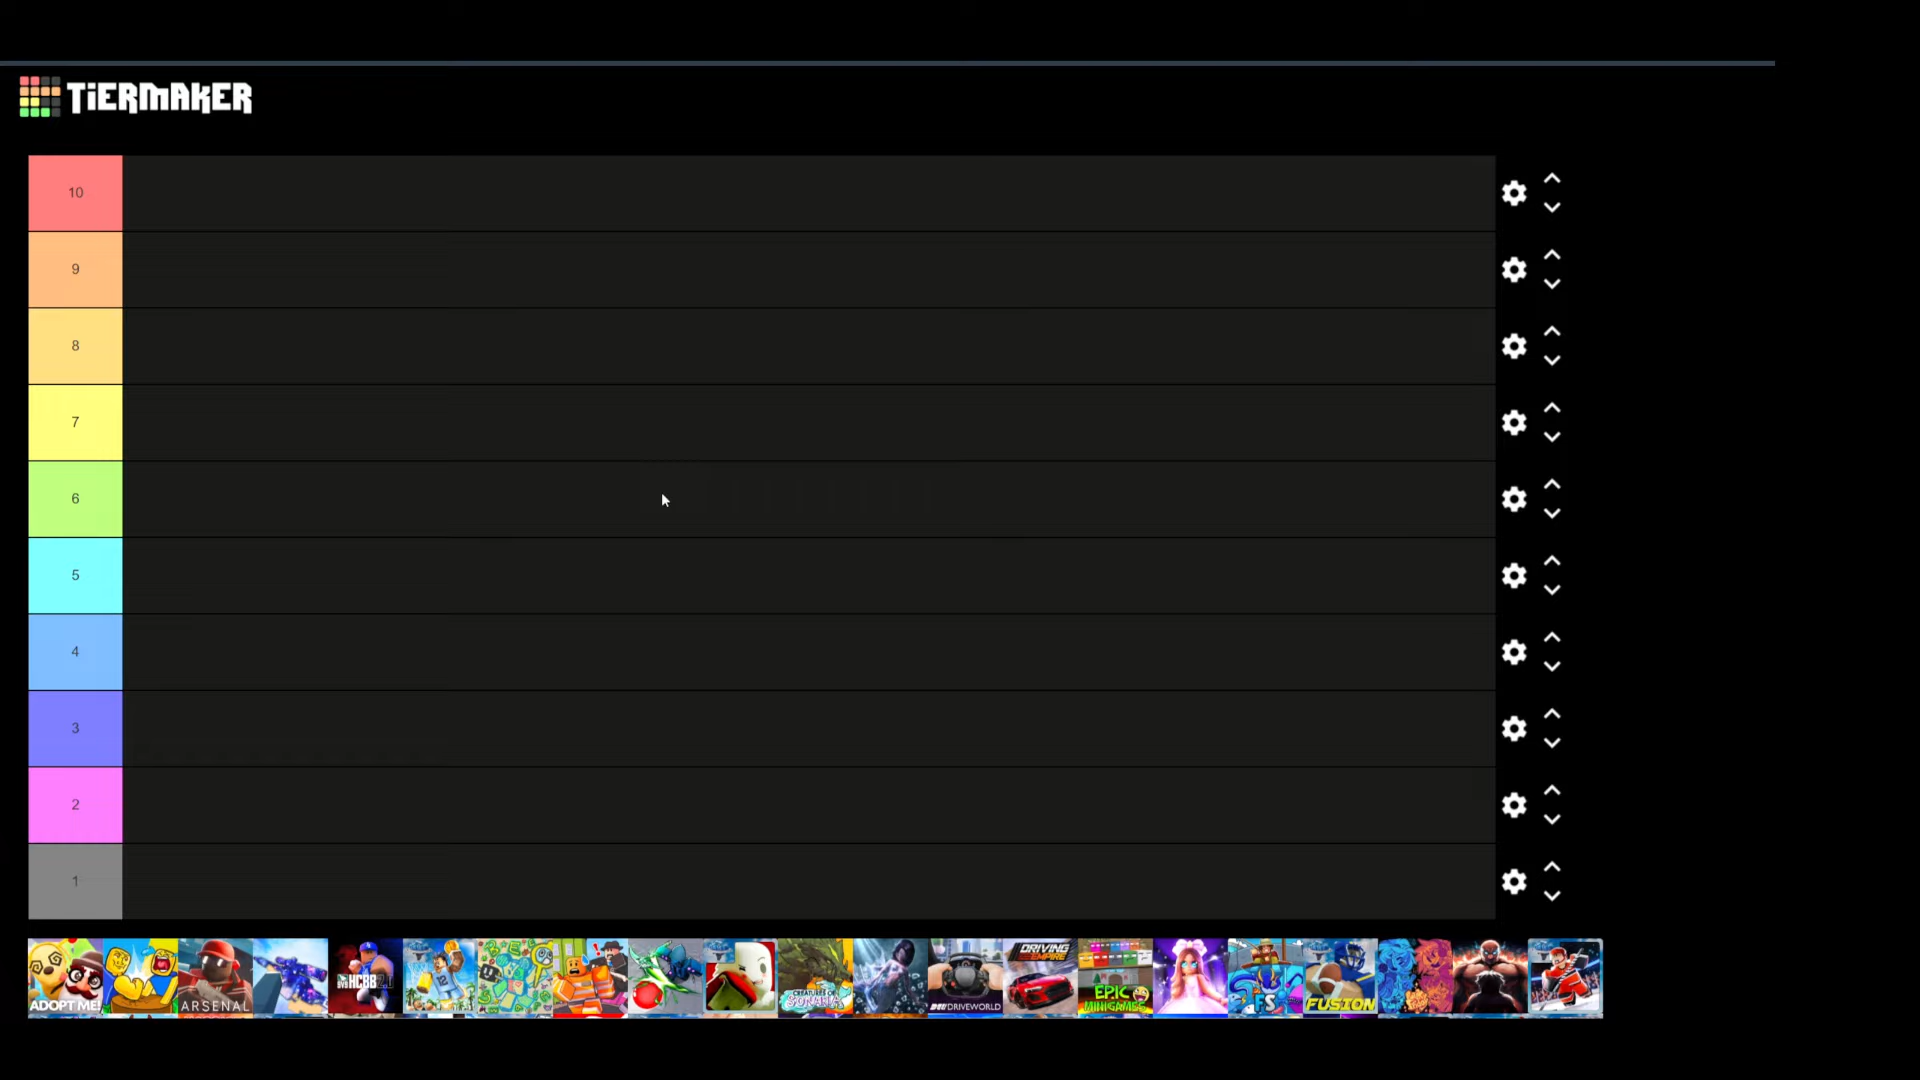 TiERMAKER
10
9
8
7
6
5
4
3
2
1
ADOPT ME!
ARSENAL
HCBB
CREATURES OF
SONARIA
DRIVEWORLD
DRIVING
EMPIRE
EPIC
MINIGAMES
FS
FUSION